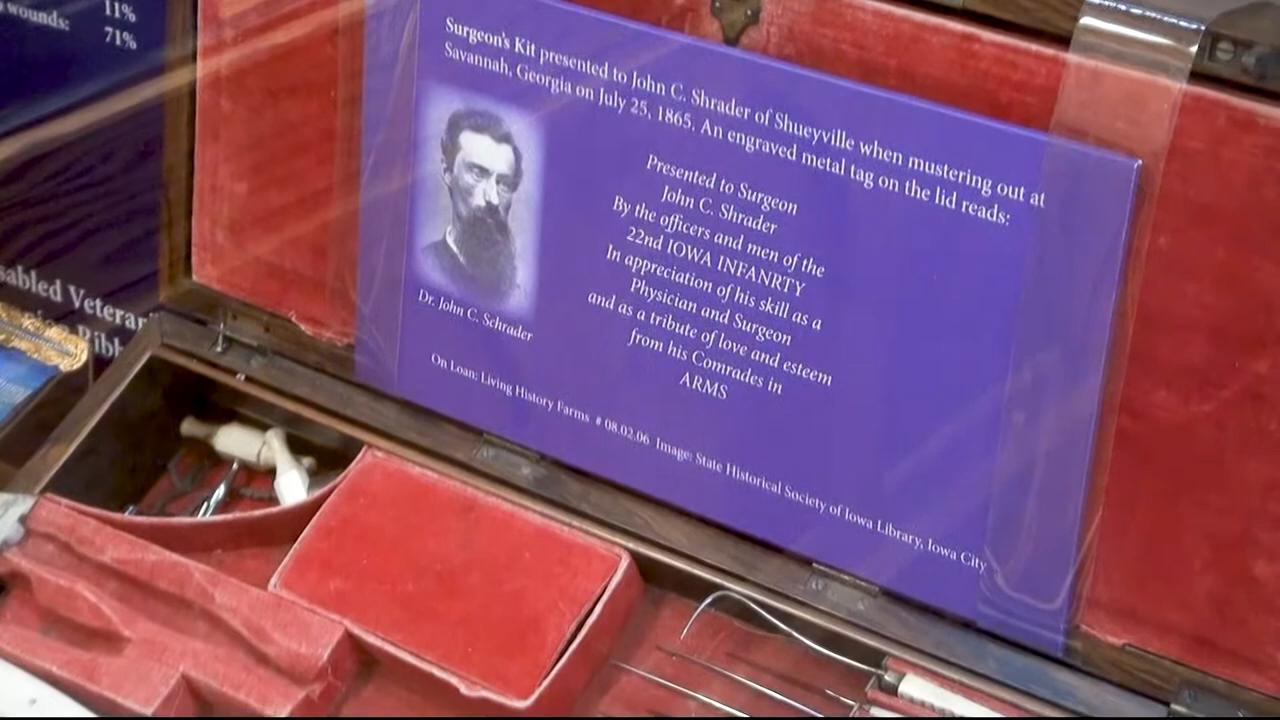 wounds:
11%
71%
Surgeon's Kit presented to John C. Shrader of Shueyville when mustering out at
Savannah, Georgia on July 25, 1865. An engraved metal tag on the lid reads:
Presented to Surgeon
John C. Shrader
By the officers and men of the
22nd IOWA INFANRTY
In appreciation of his skill as a
Physician and Surgeon
and as a tribute of love and esteem
from his Comrades in
ARMS
Dr. John C. Schrader
On Loan: Living History Farms # 08.02.06 Image: State Historical Society of Iowa Library, Iowa City